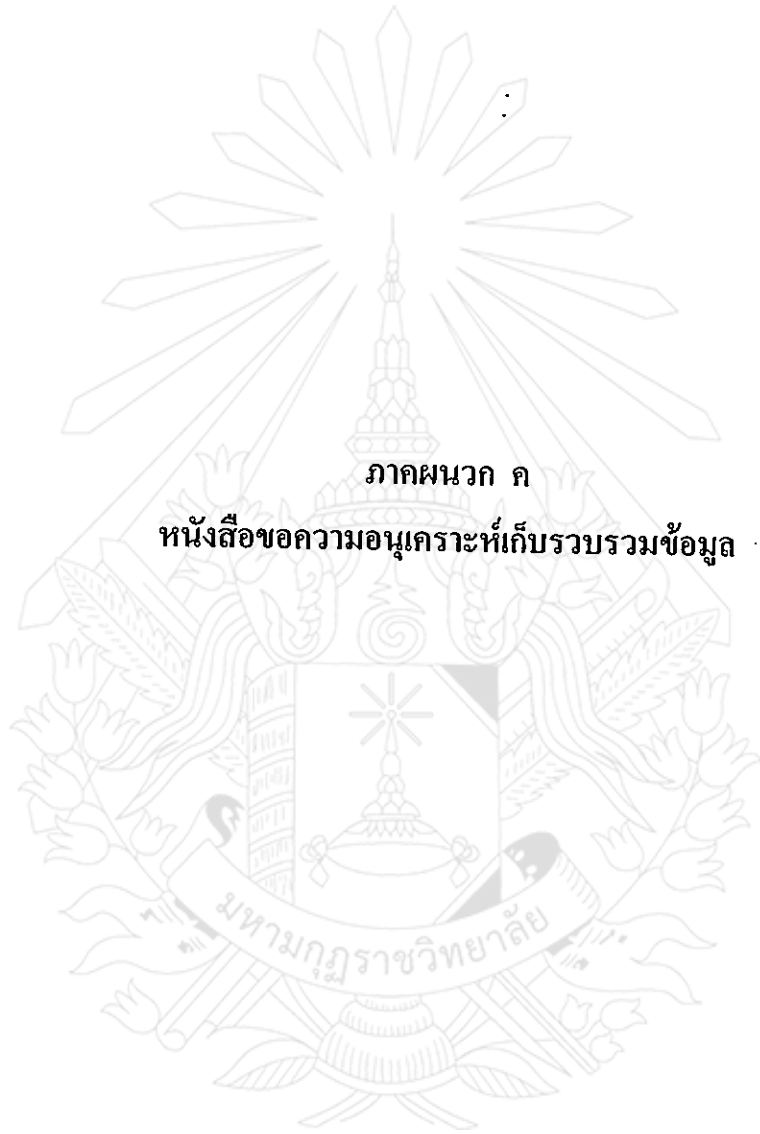 ภาคผนวก ค
หนังสือขอความอนุเคราะห์เก็บรวบรวมข้อมูล
มหามกุฏราชวิทยาลัย